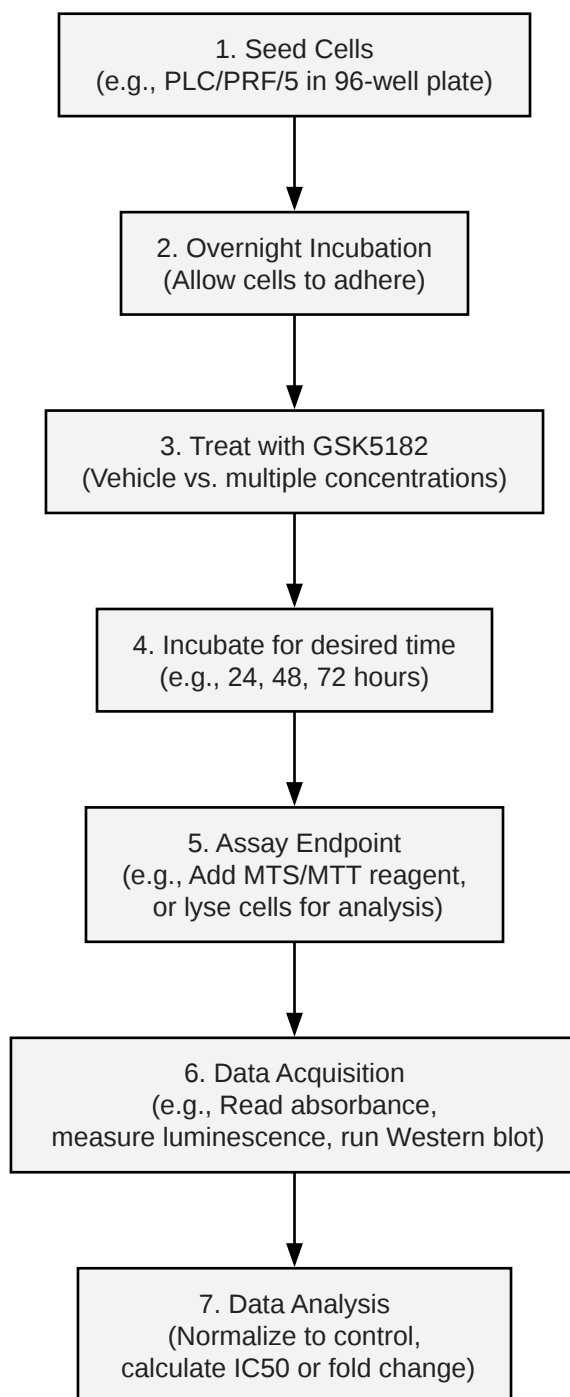 1. Seed Cells
(e.g., PLC/PRF/5 in 96-well plate)
2. Overnight Incubation
(Allow cells to adhere)
3. Treat with GSK5182
(Vehicle vs. multiple concentrations)
4. Incubate for desired time
(e.g., 24, 48, 72 hours)
5. Assay Endpoint
(e.g., Add MTS/MTT reagent,
or lyse cells for analysis)
6. Data Acquisition
(e.g., Read absorbance,
measure luminescence, run Western blot)
7. Data Analysis
(Normalize to control,
calculate IC50 or fold change)